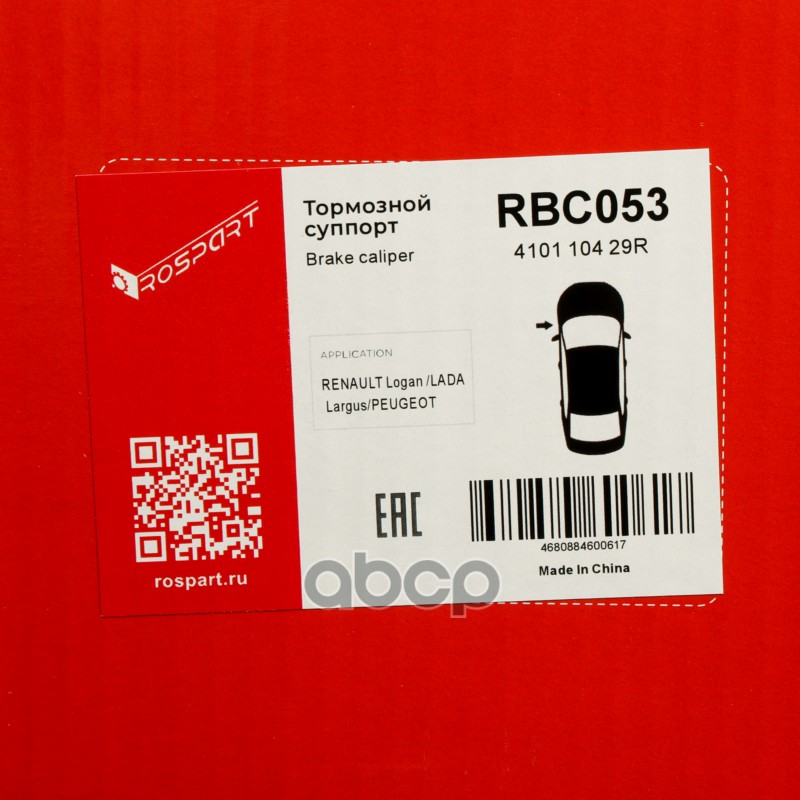 ROSPART
Тормозной
суппорт
Brake caliper
RBC053
4101 104 29R
APPLICATION
RENAULT Logan /LADA
Largus/PEUGEOT
EAC
4680884600617
Made In China
rospart.ru
abcp